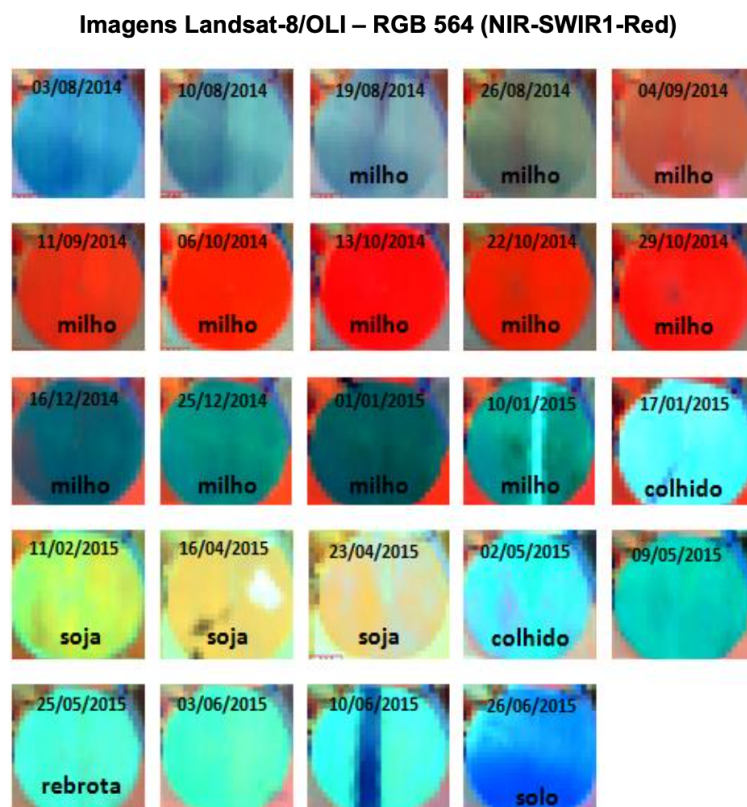 Imagens Landsat-8/OLI – RGB 564 (NIR-SWIR1-Red)
03/08/2014
10/08/2014
19/08/2014
milho
26/08/2014
milho
04/09/2014
milho
11/09/2014
milho
06/10/2014
milho
13/10/2014
milho
22/10/2014
milho
29/10/2014
milho
16/12/2014
milho
25/12/2014
milho
01/01/2015
milho
10/01/2015
milho
17/01/2015
colhido
11/02/2015
soja
16/04/2015
soja
23/04/2015
soja
02/05/2015
colhido
09/05/2015
25/05/2015
rebrota
03/06/2015
10/06/2015
26/06/2015
solo